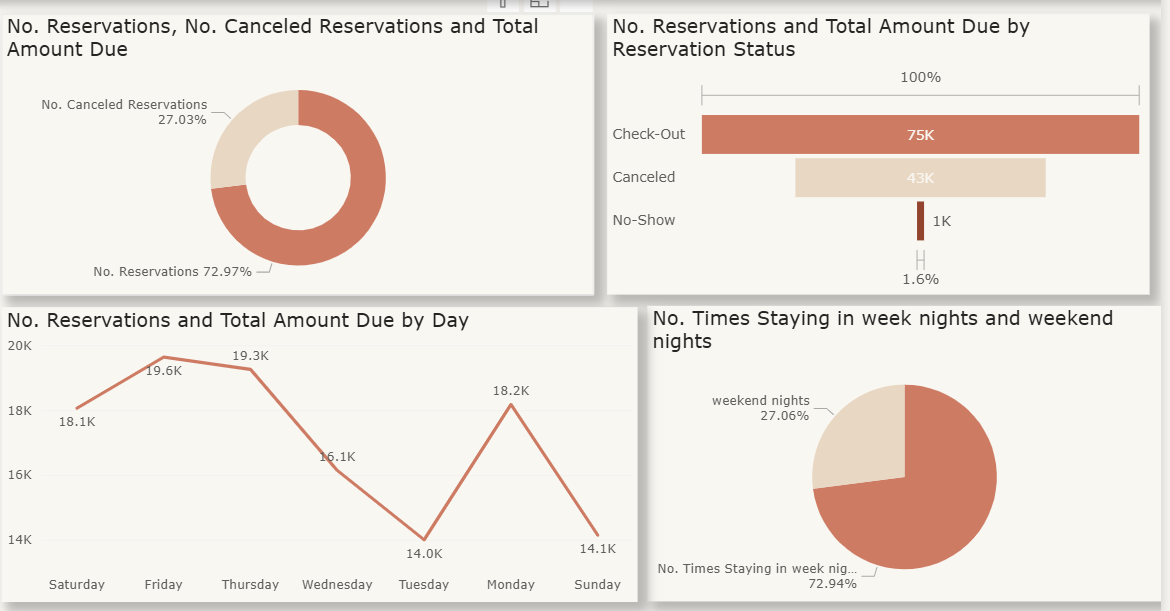 No. Reservations, No. Canceled Reservations and Total
Amount Due
No. Canceled Reservations
27.03%
No. Reservations 72.97%
No. Reservations and Total Amount Due by
Reservation Status
100%
Check-Out
75K
Canceled
43K
No-Show
1K
1.6%
No. Reservations and Total Amount Due by Day
20K
18K
16K
14K
18.1K
19.6K
19.3K
16.1K
14.0K
18.2K
14.1K
Saturday
Friday
Thursday
Wednesday
Tuesday
Monday
Sunday
No. Times Staying in week nights and weekend
nights
weekend nights
27.06%
No. Times Staying in week nig...
72.94%